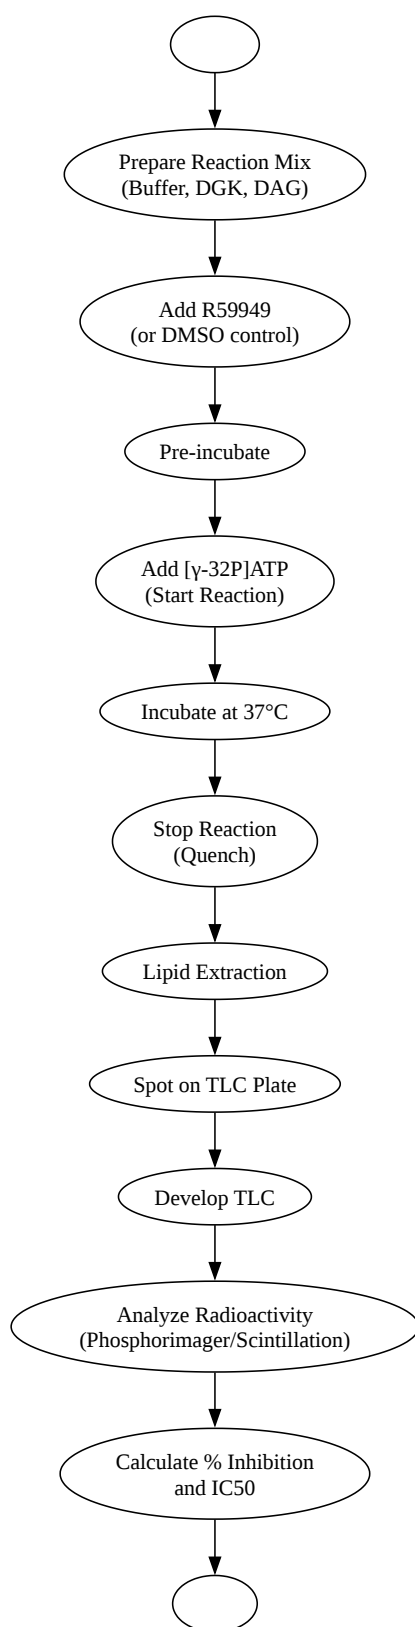 Prepare Reaction Mix
(Buffer, DGK, DAG)
Add R59949
(or DMSO control)
Pre-incubate
Add [γ-32P]ATP
(Start Reaction)
Incubate at 37°C
Stop Reaction
(Quench)
Lipid Extraction
Spot on TLC Plate
Develop TLC
Analyze Radioactivity
(Phosphorimager/Scintillation)
Calculate % Inhibition
and IC50